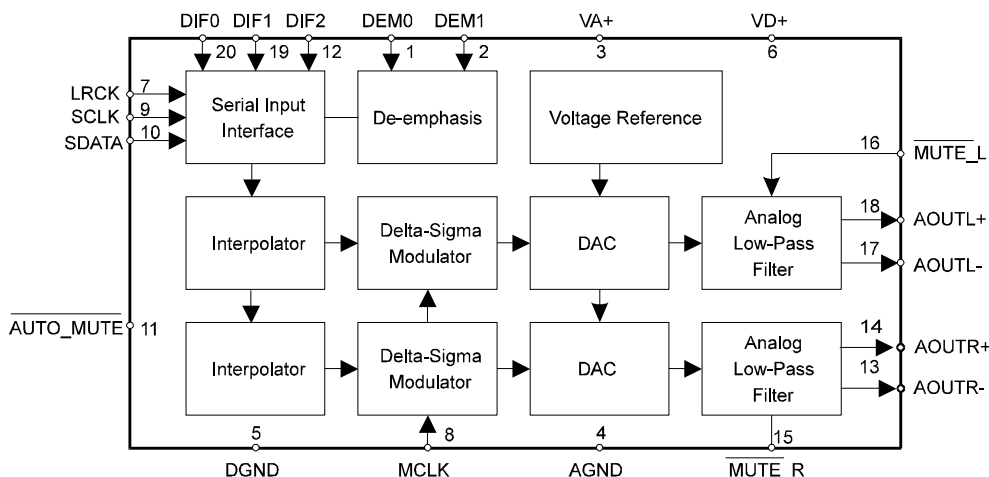 DIF0 DIF1 DIF2 DEM0 DEM1 VA+ VD+
20 19 12 1 2 3 6
LRCK 7
SCLK 9
SDATA 10
Serial Input
Interface
De-emphasis
Voltage Reference
16 MUTE_L
Interpolator
Delta-Sigma
Modulator
DAC
Analog
Low-Pass
Filter
18 AOUTL+
17 AOUTL-
AUTO_MUTE 11
Interpolator
Delta-Sigma
Modulator
DAC
Analog
Low-Pass
Filter
14 AOUTR+
13 AOUTR-
5 8 4 15
DGND MCLK AGND MUTE R